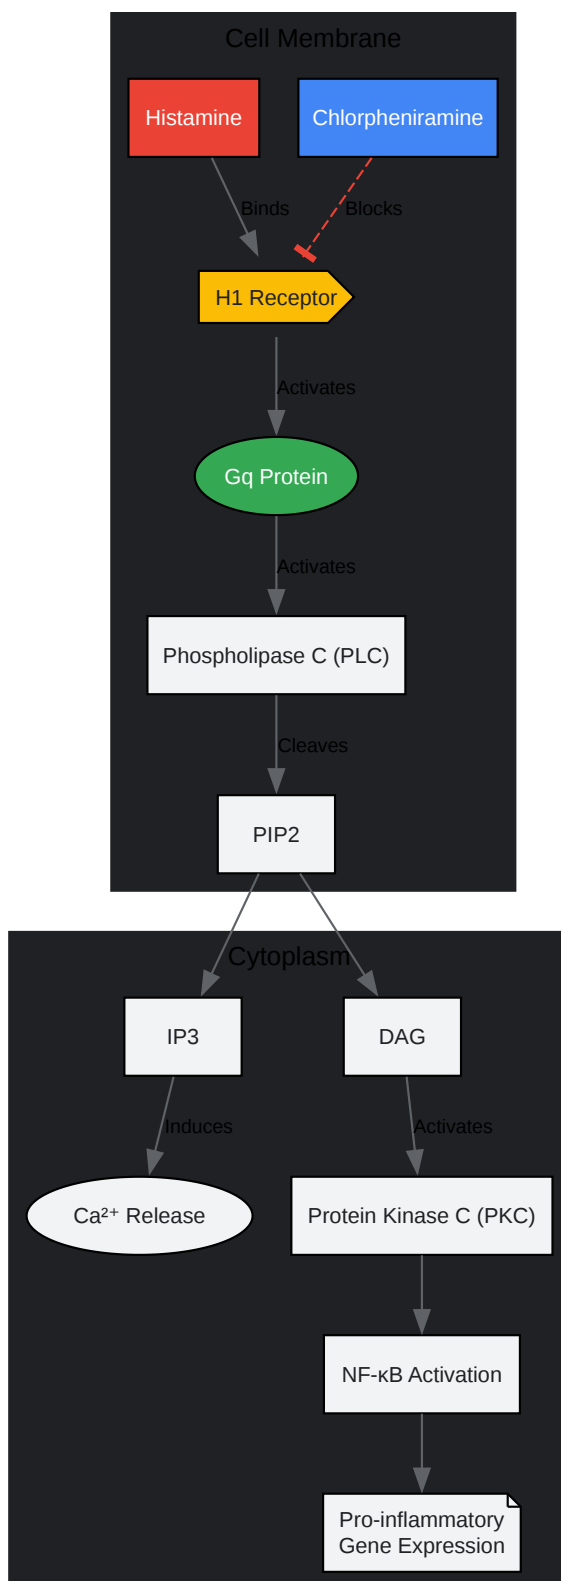 Cell Membrane
Histamine
Chlorpheniramine
Binds
Blocks
H1 Receptor
Activates
Gq Protein
Activates
Phospholipase C (PLC)
Cleaves
PIP2
Cytoplasm
IP3
DAG
Induces
Activates
Ca²⁺ Release
Protein Kinase C (PKC)
NF-κB Activation
Pro-inflammatory
Gene Expression